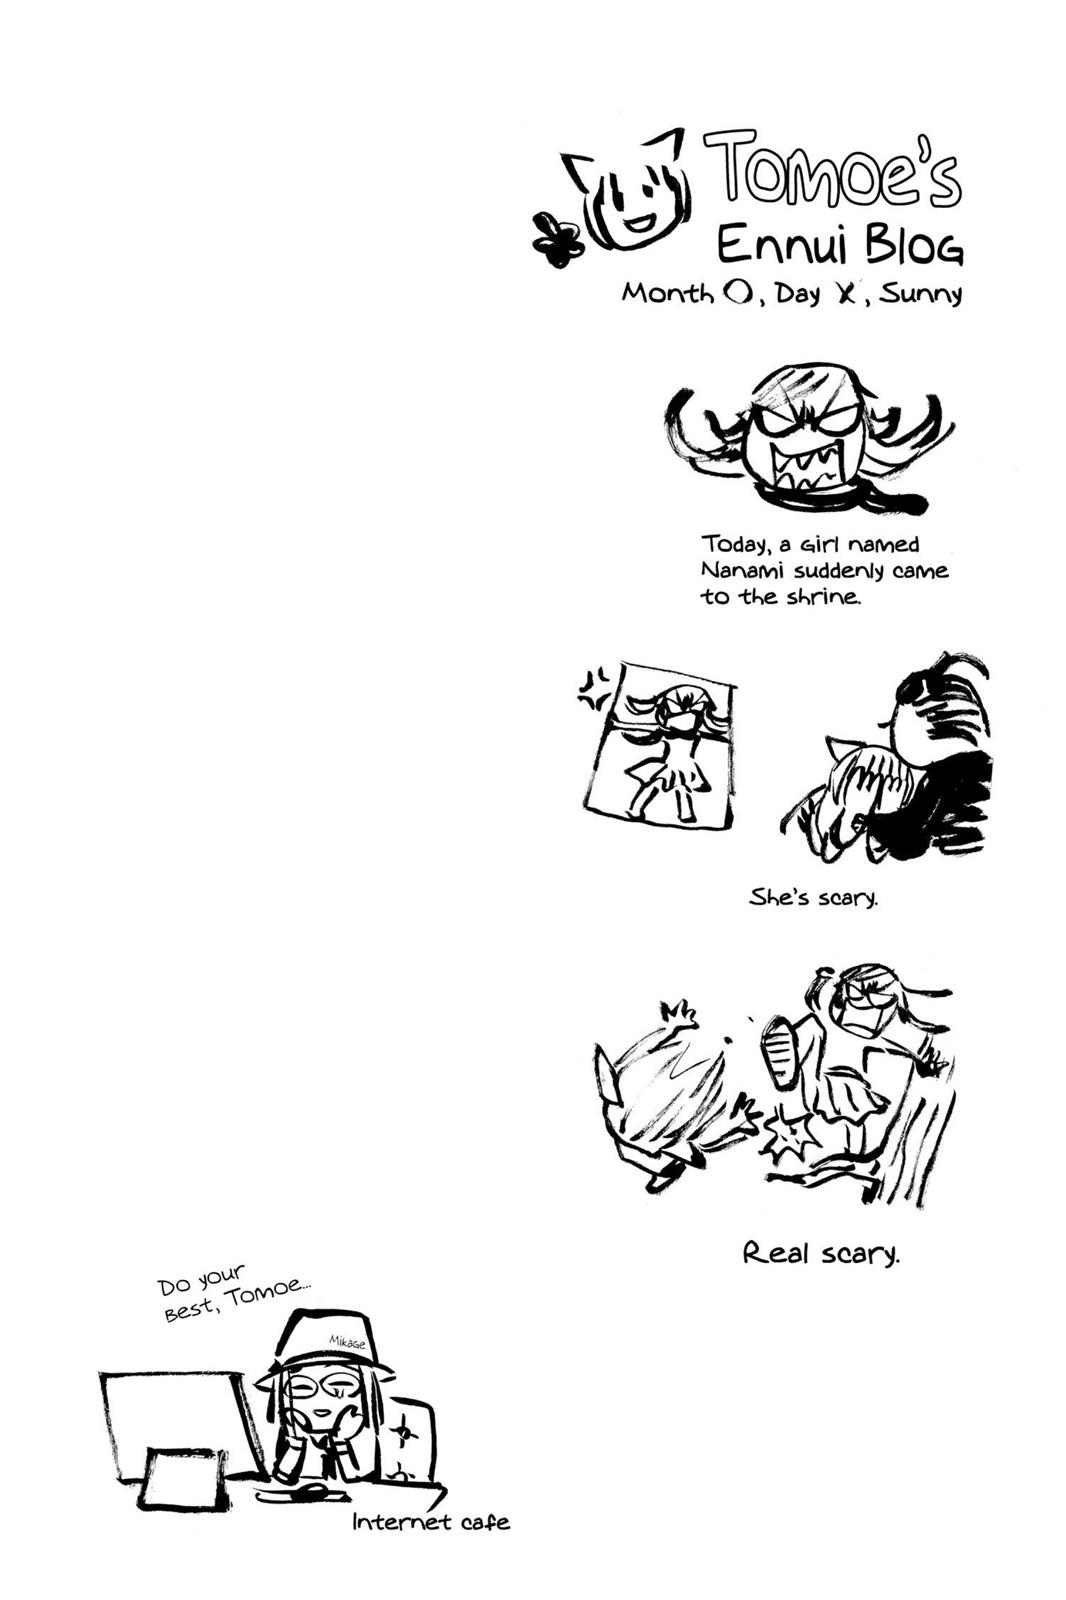 Tomoe's
Ennui Blog
Month O, Day X, Sunny
Today, a girl named
Nanami suddenly came
to the shrine.
She's scary.
Real scary.
Do your
best, Tomoe...
Mikage
Internet cafe